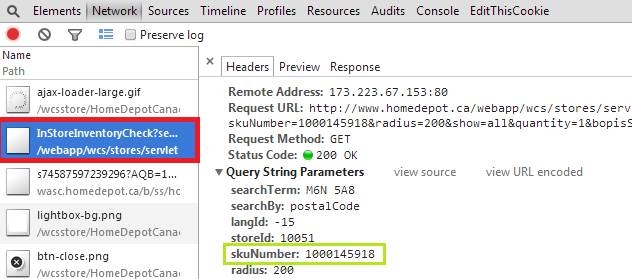 Elements Network Sources Timeline Profiles Resources Audits Console EditThisCookie
Preserve log
Name
Path
× Headers Preview Response
ajax-loader-large.gif
/wcsstore/HomeDepotCanac
InStoreInventoryCheck?se...
/webapp/wcs/stores/servlet
s74587597239296?AQB=1...
wasc.homedepot.ca/b/ss/hc
lightbox-bg.png
/wcsstore/HomeDepotCanac
btn-close.png
/wcsstore/HomeDepotCanac
Remote Address: 173.223.67.153:80
Request URL: http://www.homedepot.ca/webapp/wcs/stores/serv
skuNumber=1000145918&radius=200&show=all&quantity=1&bopisS
Request Method: GET
Status Code: 200 OK
▼ Query String Parameters view source view URL encoded
searchTerm: M6N 5A8
searchBy: postalCode
langId: -15
storeId: 10051
skuNumber: 1000145918
radius: 200